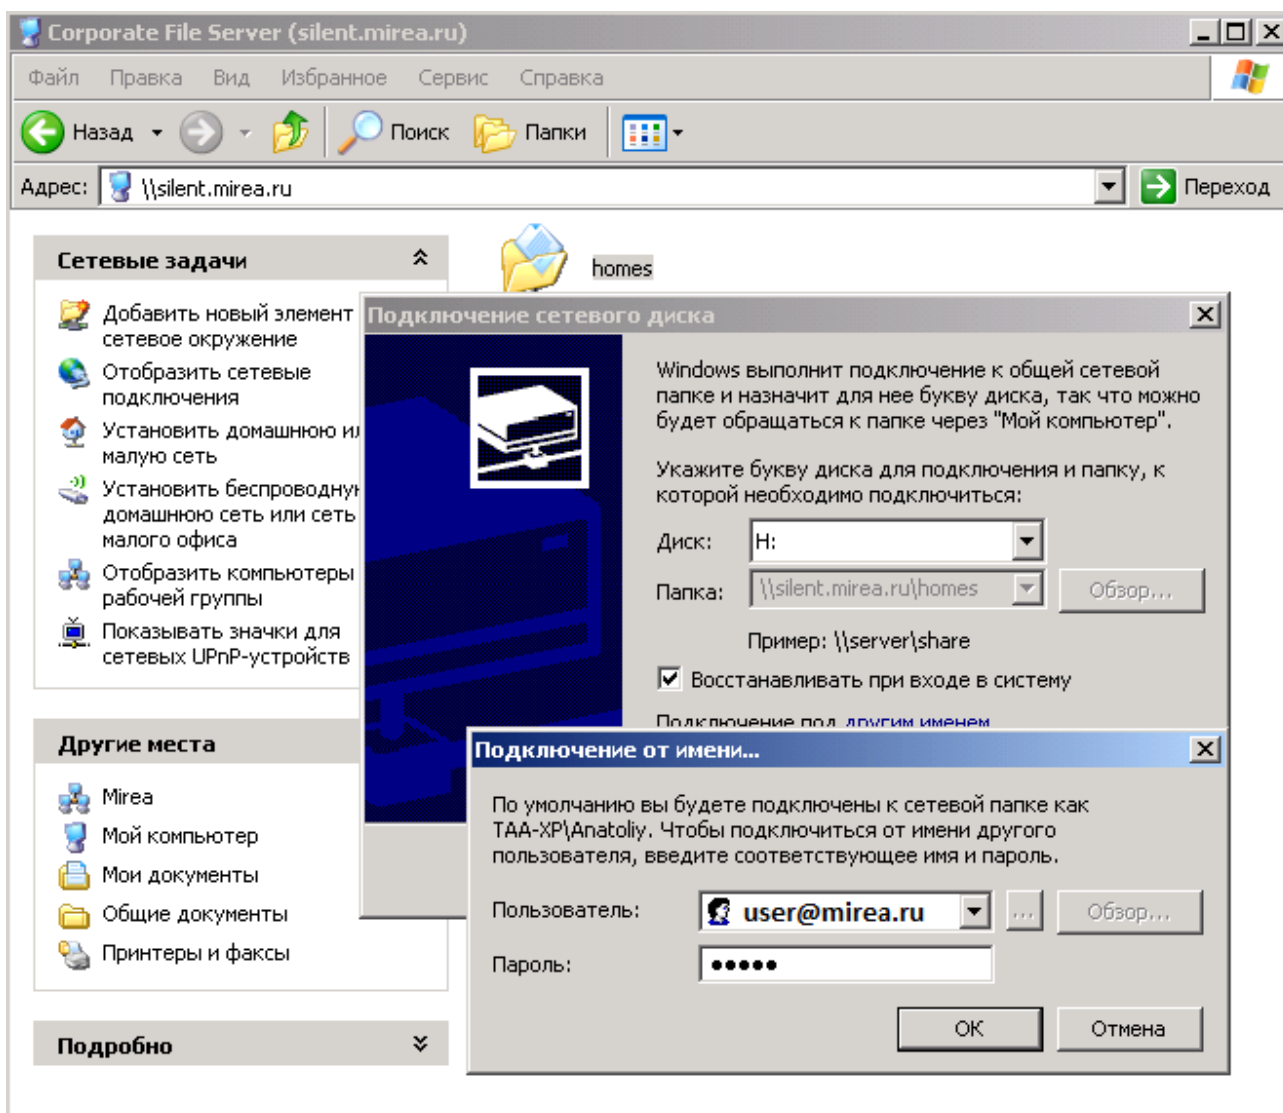 Corporate File Server (silent.mirea.ru)
Файл Правка Вид Избранное Сервис Справка
Назад Поиск Папки
Адрес: \\silent.mirea.ru Переход
Сетевые задачи
Добавить новый элемент
сетевое окружение
Отобразить сетевые
подключения
Установить домашнюю
малую сеть
Установить
домашнюю сеть или сеть
малого офиса
Отобразить компьютеры
рабочей группы
Показывать значки для
сетевых UPnP-устройств
Другие места
Mirea
Мой компьютер
Мои документы
Общие документы
Принтеры и факсы
Подробно
homes
Подключение сетевого диска
Windows выполнит подключение к общей сетевой
папке и назначит для нее букву диска, так что можно
будет обращаться к папке через "Мой компьютер".
Укажите букву диска для подключения и папку, к
которой необходимо подключиться:
Диск: H:
Папка: \\silent.mirea.ru\homes Обзор...
Пример: \\server\share
Восстанавливать при входе в систему
Подключение под другим именем
Подключение от имени...
По умолчанию вы будете подключены к сетевой папке как
TAA-XP\Anatoliy. Чтобы подключиться от имени другого
пользователя, введите соответствующее имя и пароль.
Пользователь: user@mirea.ru ... Обзор...
Пароль: •••••
ОК Отмена